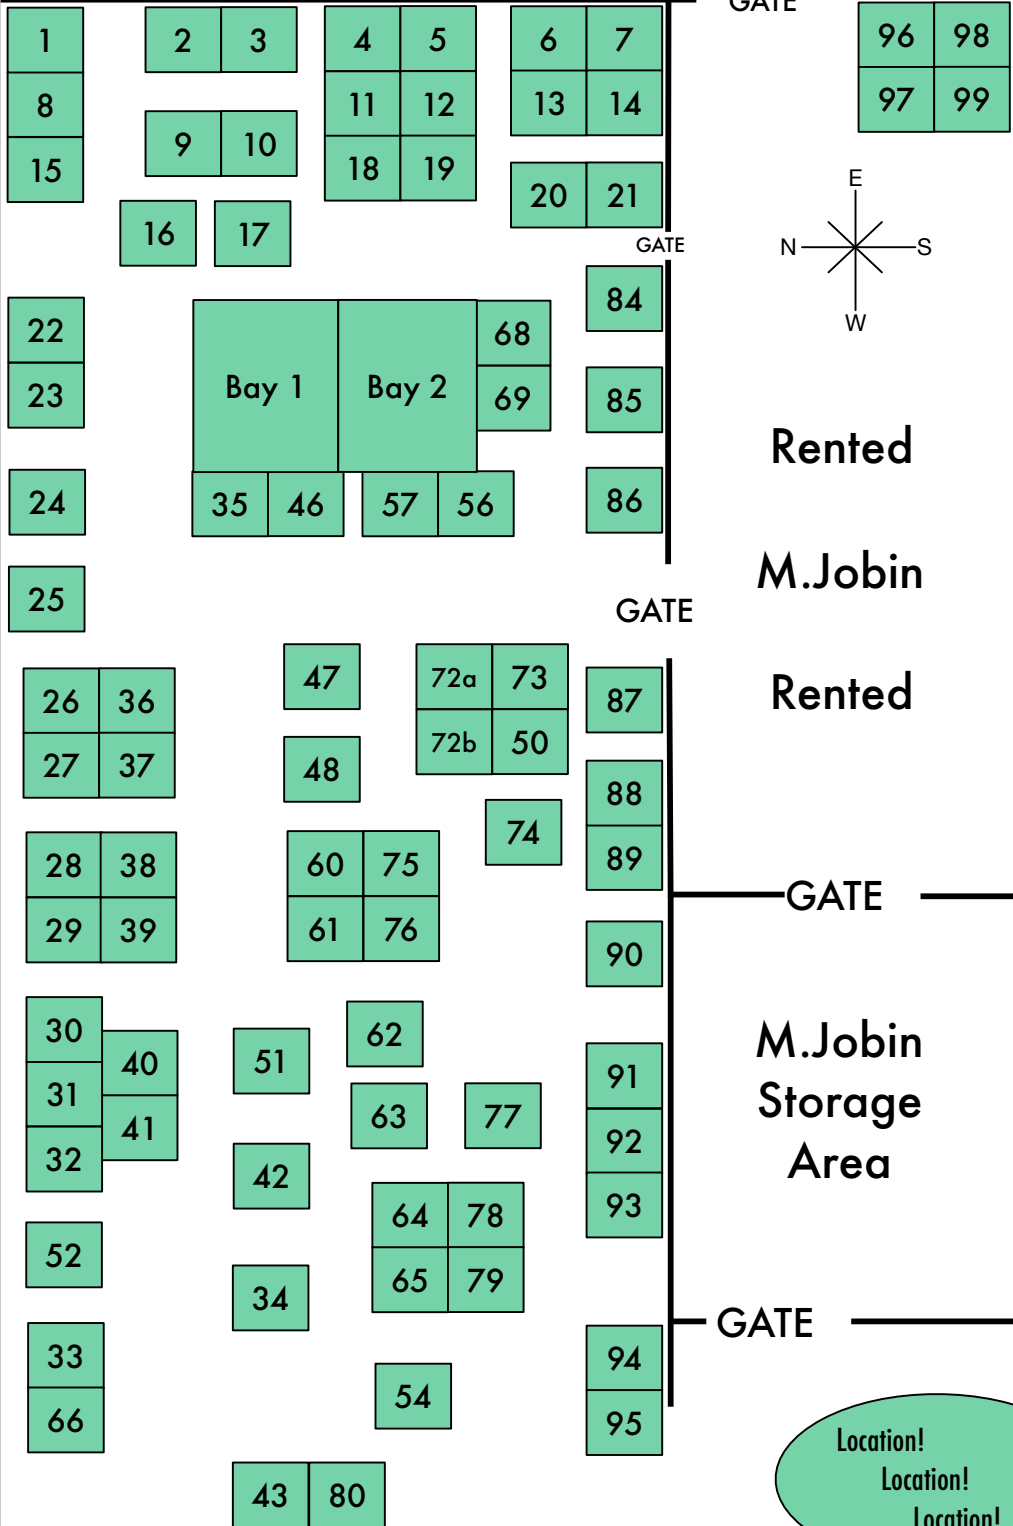 GATE
1 2 3 4 5 6 7 96 98
8 11 12 13 14 97 99
9 10
15 18 19 20 21
16 17
E
GATE
N S
W
84
22 68
Bay 1 Bay 2
23 69 85
Rented
24 35 46 57 56 86
M.Jobin
25
GATE
47 72a 73
Rented
26 36 87
27 37 48 72b 50
88
74
28 38 60 75 89
GATE
29 39 61 76
90
30 62
M.Jobin
40 51 91
31
Storage
41 63 77
92
32 42
Area
64 78 93
52
34 65 79
GATE
33 94
54
66 95
Location!
Location!
43 80
Location!